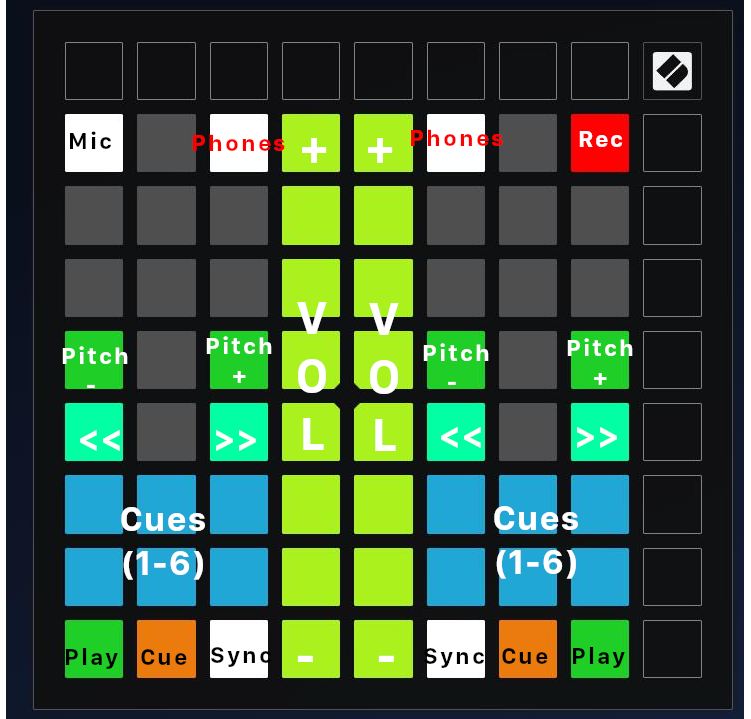 Mic Phones + + Phones Rec
V V
Pitch Pitch Pitch Pitch
- + O O - +
<< >> L L << >>
Cues Cues
(1-6) (1-6)
Play Cue Sync - - Sync Cue Play